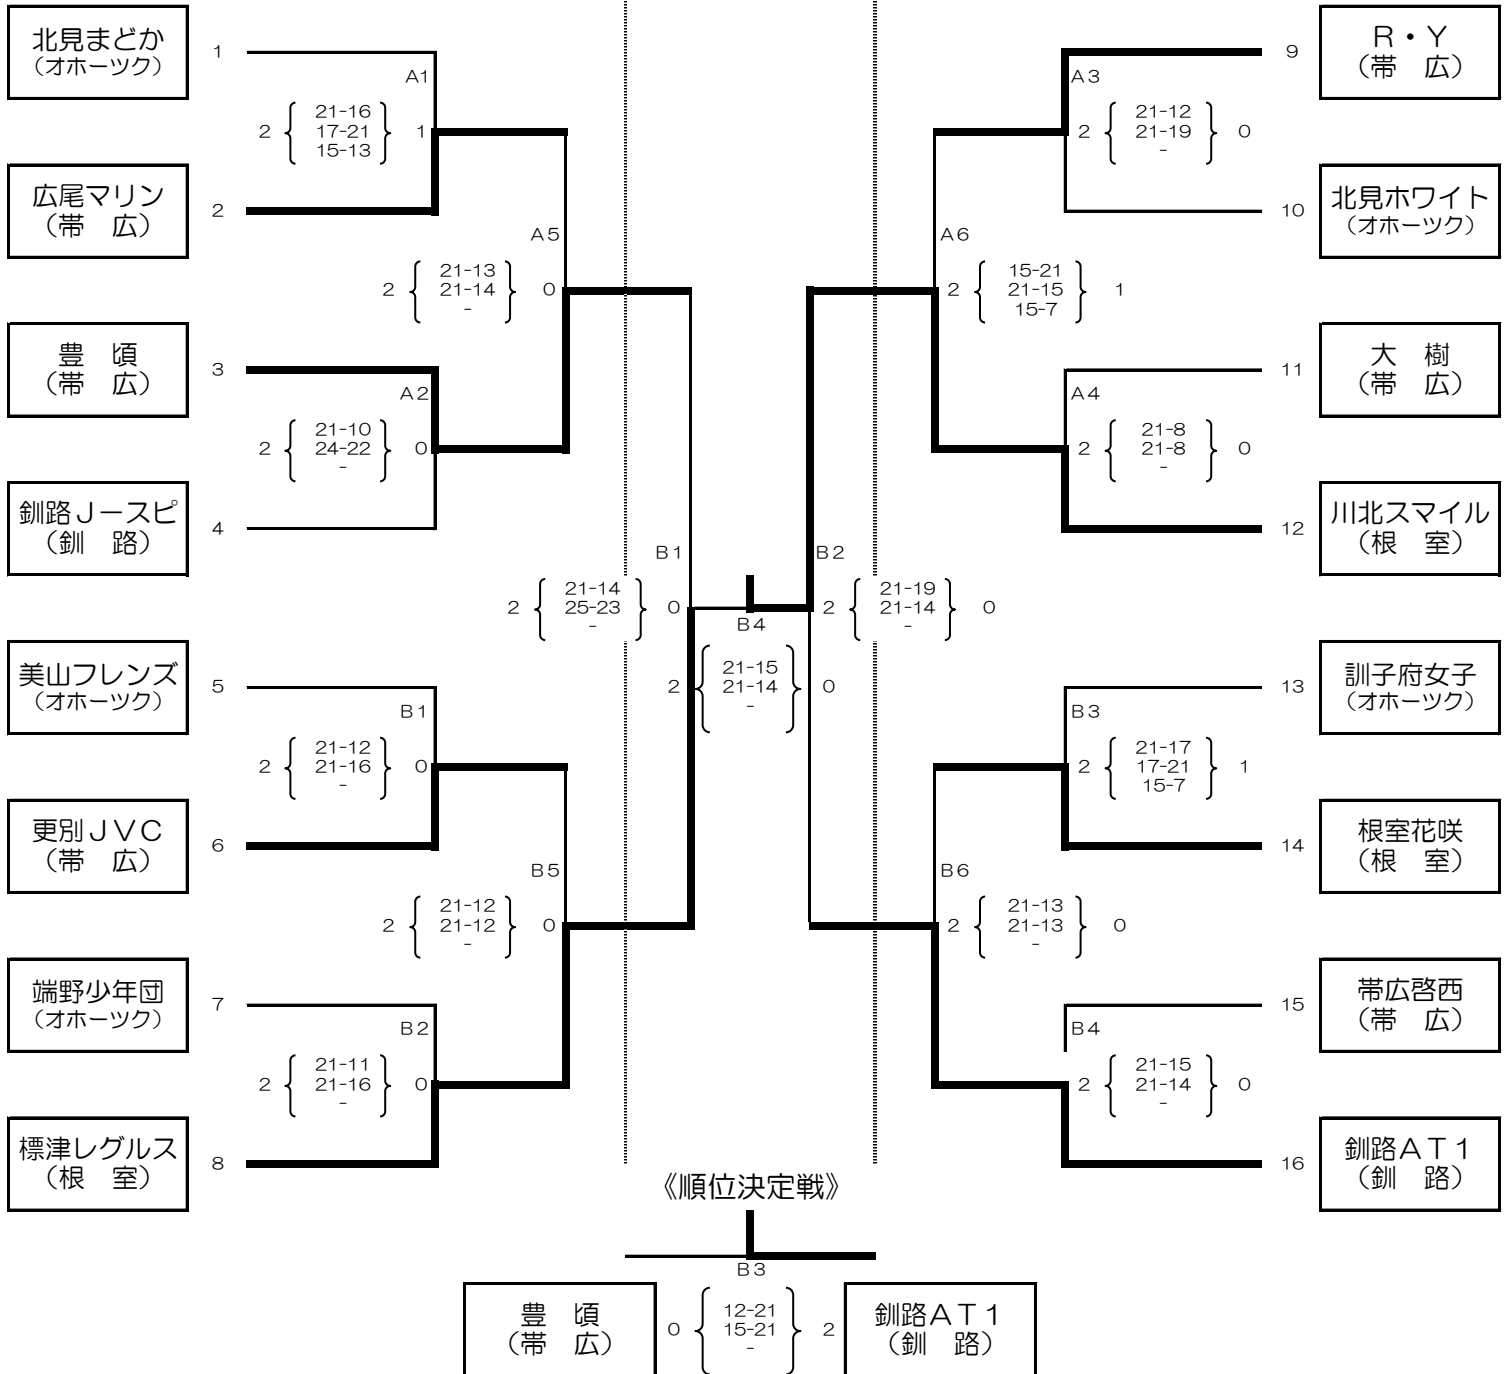 北見まどか
(オホーツク)
1
A1
2 { 21-16 17-21 15-13 } 1
広尾マリン
(帯　広)
2
A5
2 { 21-13 21-14 - } 0
豊　頃
(帯　広)
3
A2
2 { 21-10 24-22 - } 0
釧路Jースピ
(釧　路)
4
B1
2 { 21-14 25-23 - } 0
美山フレンズ
(オホーツク)
5
B1
2 { 21-12 21-16 - } 0
更別JVC
(帯　広)
6
B5
2 { 21-12 21-12 - } 0
端野少年団
(オホーツク)
7
B2
2 { 21-11 21-16 - } 0
標津レグルス
(根　室)
8
B4
2 { 21-15 21-14 - } 0
9
R・Y
(帯　広)
A3
2 { 21-12 21-19 - } 0
10
北見ホワイト
(オホーツク)
A6
2 { 15-21 21-15 15-7 } 1
11
大　樹
(帯　広)
A4
2 { 21-8 21-8 - } 0
12
川北スマイル
(根　室)
B2
2 { 21-19 21-14 - } 0
13
訓子府女子
(オホーツク)
B3
2 { 21-17 17-21 15-7 } 1
14
根室花咲
(根　室)
B6
2 { 21-13 21-13 - } 0
15
帯広啓西
(帯　広)
B4
2 { 21-15 21-14 - } 0
16
釧路AT1
(釧　路)
《順位決定戦》
B3
豊　頃
(帯　広)
0 { 12-21 15-21 - } 2
釧路AT1
(釧　路)